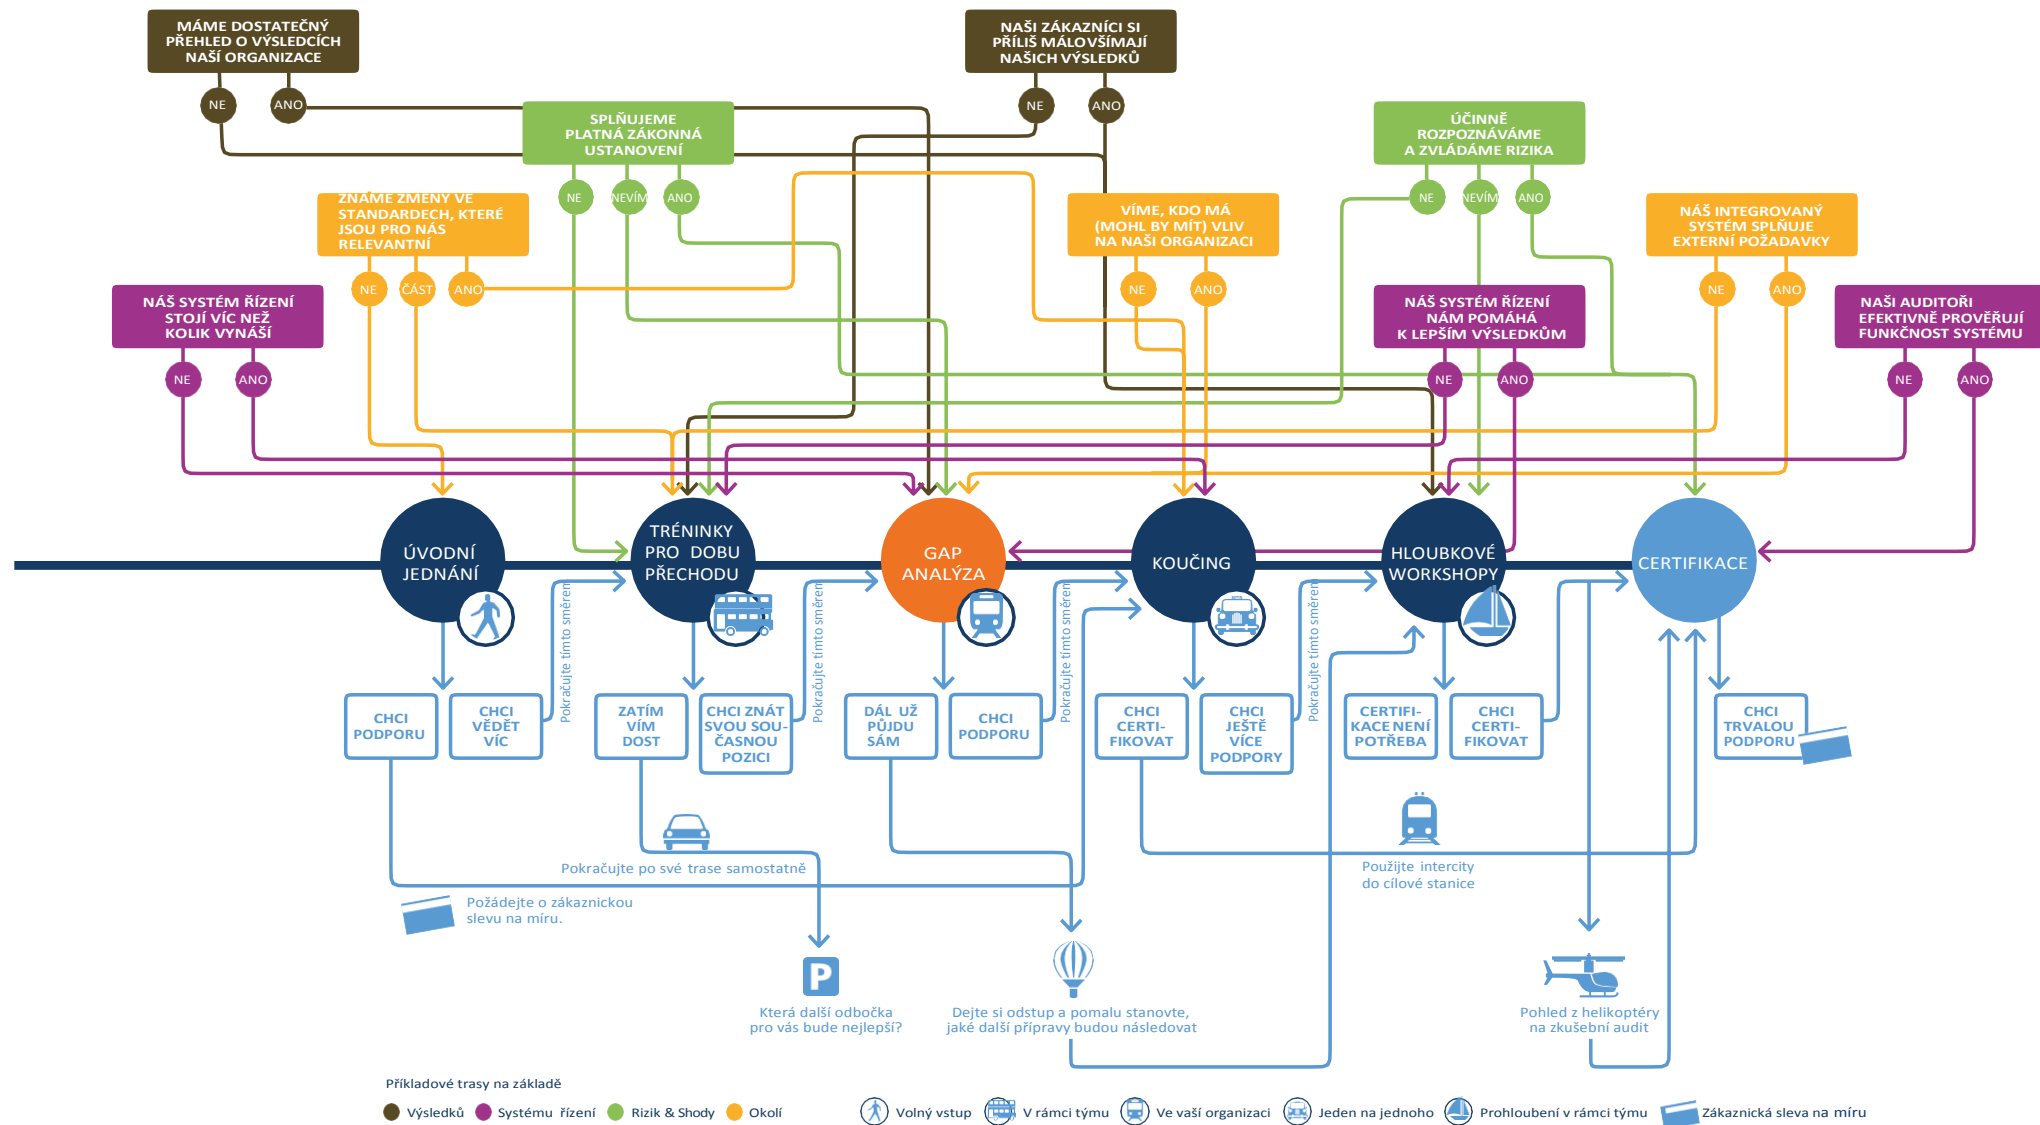 MÁME DOSTATEČNÝ
PŘEHLED O VÝSLEDCÍCH
NAŠÍ ORGANIZACE
NE
ANO
NAŠI ZÁKAZNÍCI SI
PŘÍLIŠ MÁLOVŠÍMAJÍ
NAŠICH VÝSLEDKŮ
NE
ANO
SPLŇUJEME
PLATNÁ ZÁKONNÁ
USTANOVENÍ
NE
NEVÍM
ANO
ÚČINNĚ
ROZPOZNÁVÁME
A ZVLÁDÁME RIZIKA
NE
NEVÍM
ANO
ZNÁME ZMĚNY VE
STANDARDECH, KTERÉ
JSOU PRO NÁS
RELEVANTNÍ
NE
ČÁST
ANO
VÍME, KDO MÁ
(MOHL BY MÍT) VLIV
NA NAŠI ORGANIZACI
NE
ANO
NÁŠ INTEGROVANÝ
SYSTÉM SPLŇUJE
EXTERNÍ POŽADAVKY
NE
ANO
NÁŠ SYSTÉM ŘÍZENÍ
STOJÍ VÍC NEŽ
KOLIK VYNÁŠÍ
NE
ANO
NÁŠ SYSTÉM ŘÍZENÍ
NÁM POMÁHÁ
K LEPŠÍM VÝSLEDKŮM
NE
ANO
NAŠI AUDITOŘI
EFEKTIVNĚ PROVĚŘUJÍ
FUNKČNOST SYSTÉMU
NE
ANO
ÚVODNÍ
JEDNÁNÍ
TRÉNINKY
PRO DOBU
PŘECHODU
GAP
ANALÝZA
KOUČING
HLOUBKOVÉ
WORKSHOPY
CERTIFIKACE
CHCI
PODPORU
CHCI
VĚDĚT
VÍC
Pokračujte tímto směrem
ZATÍM
VÍM
DOST
CHCI ZNÁT
SVOU SOU-
ČASNOU
POZICI
Pokračujte tímto směrem
DÁL UŽ
PŮJDU
SÁM
CHCI
PODPORU
Pokračujte tímto směrem
CHCI
CERTI-
FIKOVAT
CHCI
JEŠTĚ
VÍCE
PODPORY
Pokračujte tímto směrem
CERTIFI-
KACE NENÍ
POTŘEBA
CHCI
CERTI-
FIKOVAT
CHCI
TRVALOU
PODPORU
Pokračujte po své trase samostatně
Použijte intercity
do cílové stanice
Požádejte o zákaznickou
slevu na míru.
P
Která další odbočka
pro vás bude nejlepší?
Dejte si odstup a pomalu stanovte,
jaké další přípravy budou následovat
Pohled z helikoptéry
na zkušební audit
Příkladové trasy na základě
Výsledků
Systému řízení
Rizik & Shody
Okolí
Volný vstup
V rámci týmu
Ve vaší organizaci
Jeden na jednoho
Prohloubení v rámci týmu
Zákaznická sleva na míru